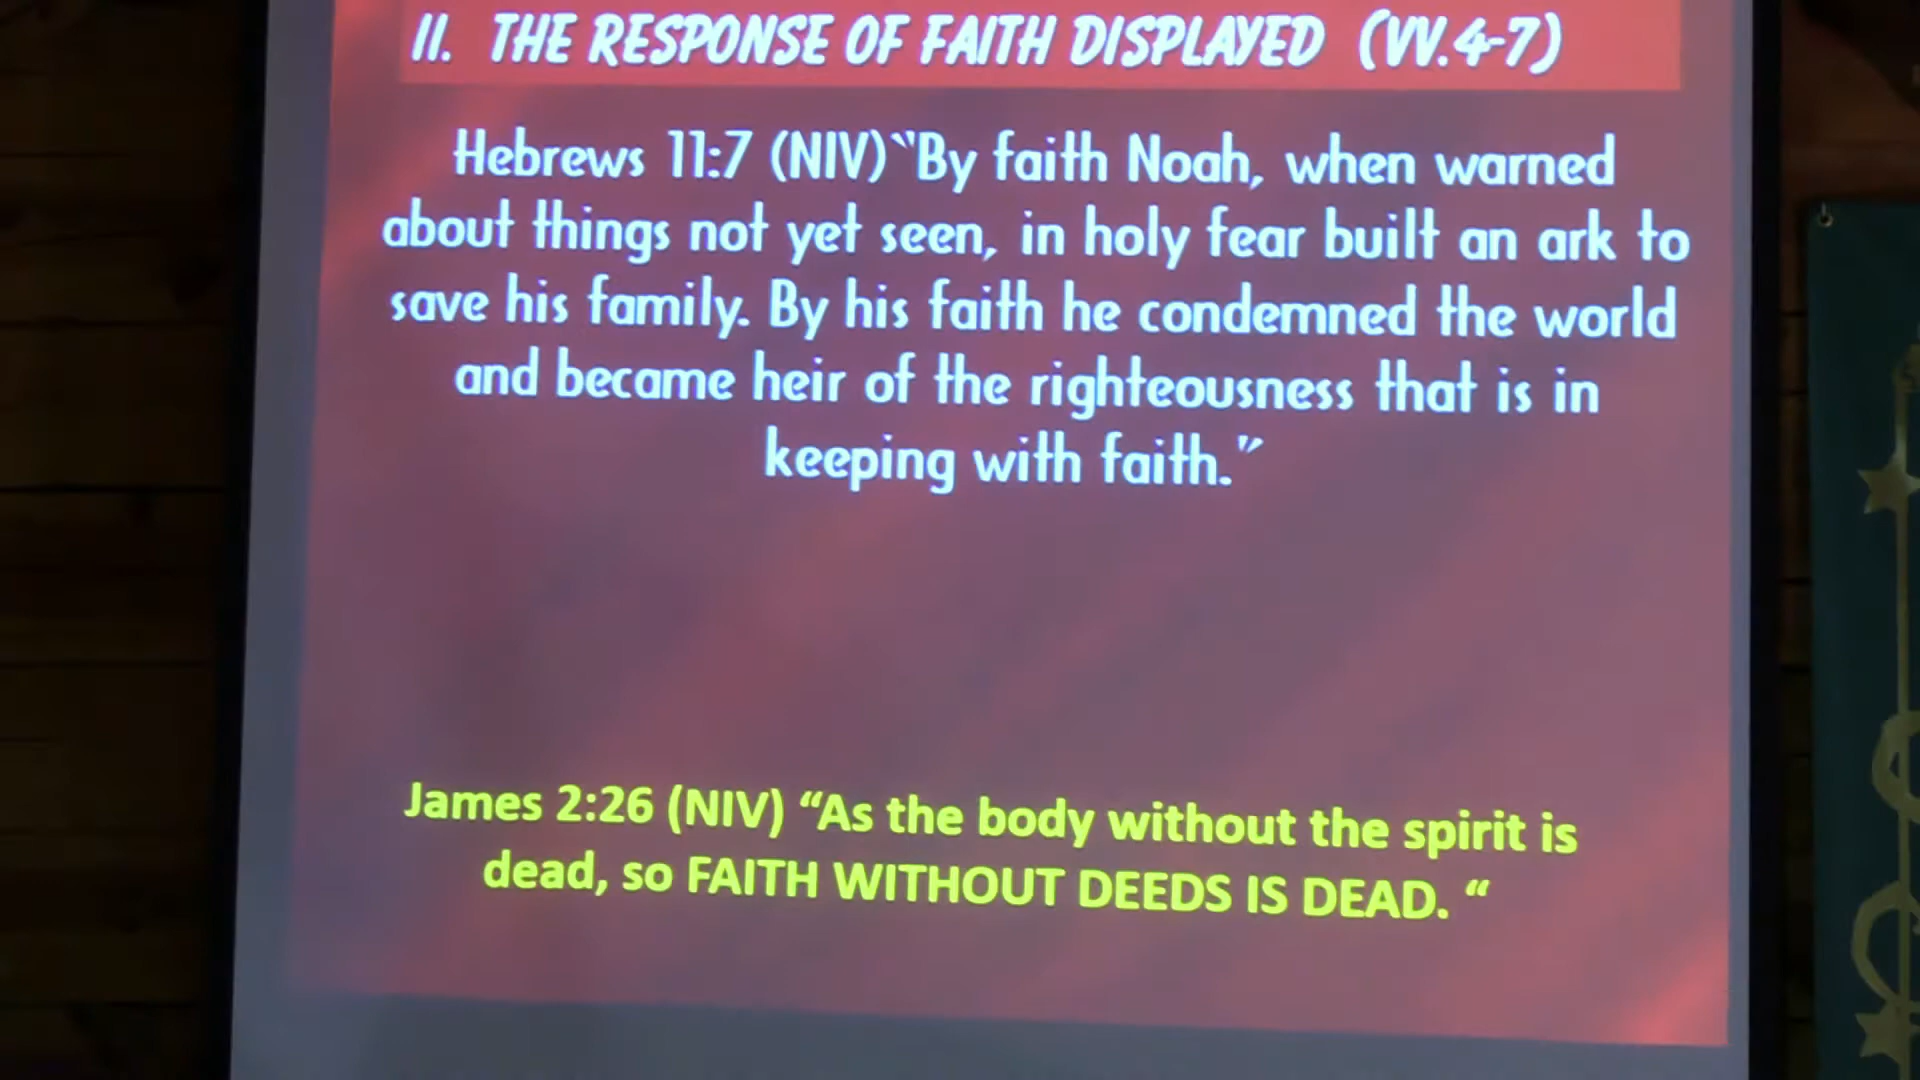 II. THE RESPONSE OF FAITH DISPLAYED (VV.4-7)
Hebrews 11:7 (NIV)"By faith Noah, when warned
about things not yet seen, in holy fear built an ark to
save his family. By his faith he condemned the world
and became heir of the righteousness that is in
keeping with faith."
James 2:26 (NIV) “As the body without the spirit is
dead, so FAITH WITHOUT DEEDS IS DEAD. “